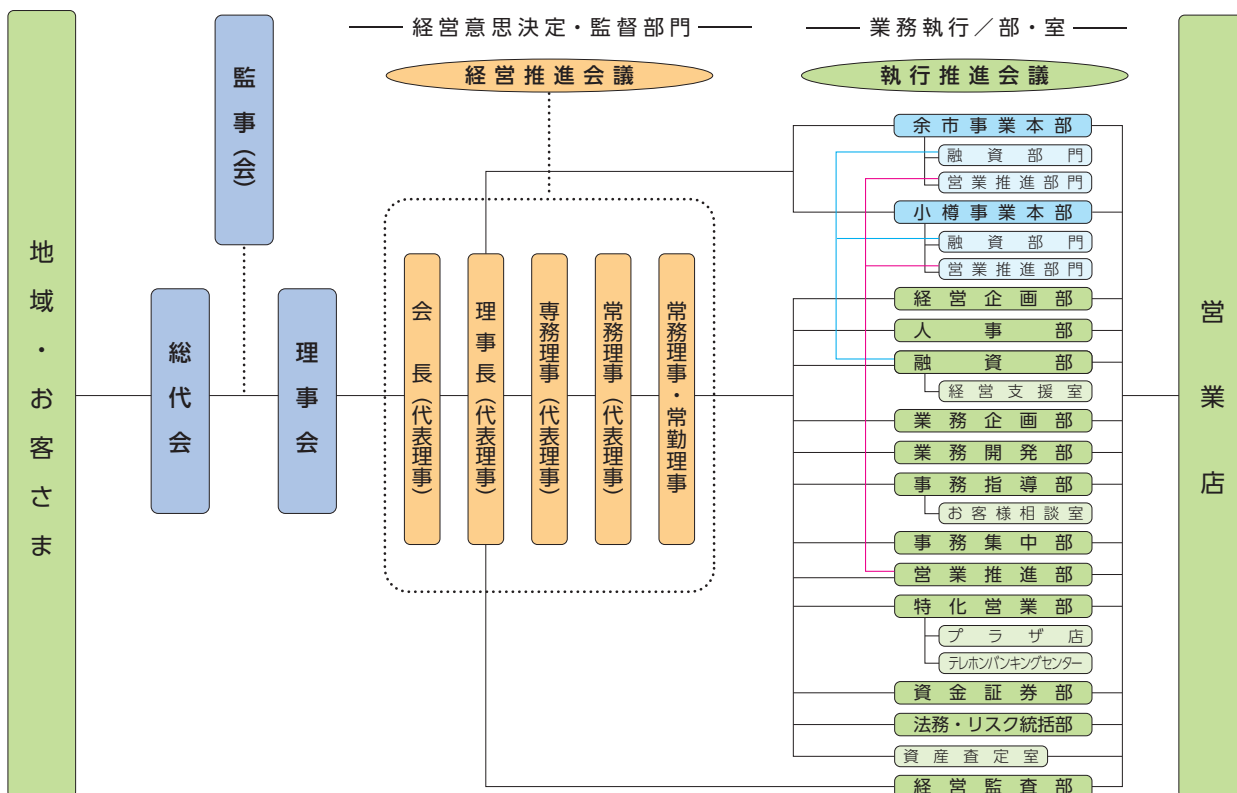 経営意思決定・監督部門
業務執行／部・室
経営推進会議
執行推進会議
地域・お客さま
監事（会）
総代会
理事会
会長（代表理事）
理事長（代表理事）
専務理事（代表理事）
常務理事（代表理事）
常務理事・常勤理事
余市事業本部
融資部門
営業推進部門
小樽事業本部
融資部門
営業推進部門
経営企画部
人事部
融資部
経営支援室
業務企画部
業務開発部
事務指導部
お客様相談室
事務集中部
営業推進部
特化営業部
プラザ店
テレホンバンキングセンター
資金証券部
法務・リスク統括部
資産査定室
経営監査部
営業店